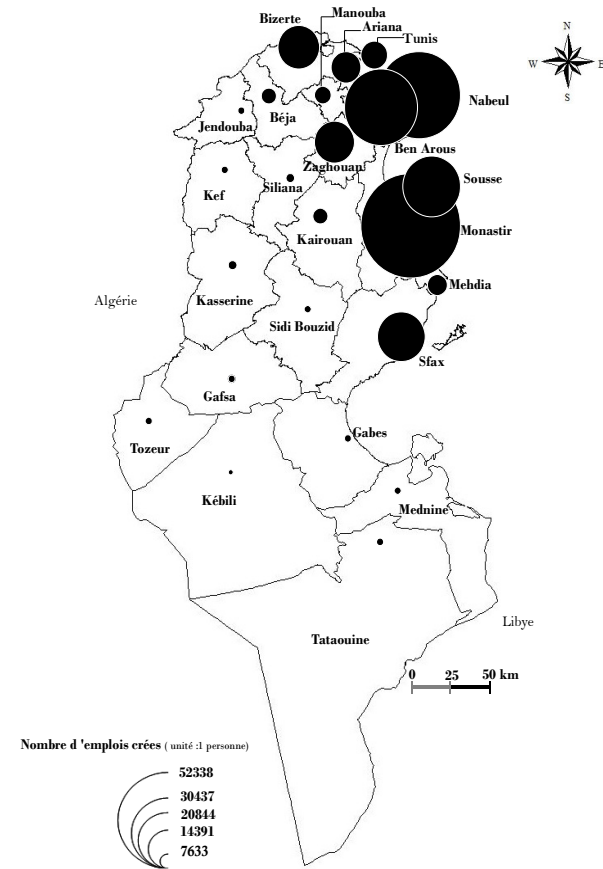 Manouba
Bizerte
Ariana
Tunis
N
W
E
S
Nabeul
Béja
Jendouba
Ben Arous
Zaghouan
Sousse
Siliana
Kef
Monastir
Kairouan
Mehdia
Algérie
Kasserine
Sidi Bouzid
Sfax
Gafsa
Gabes
Tozeur
Kébili
Mednine
Libye
Tataouine
0 25 50 km
Nombre d 'emplois crées ( unité :1 personne)
52338
30437
20844
14391
7633